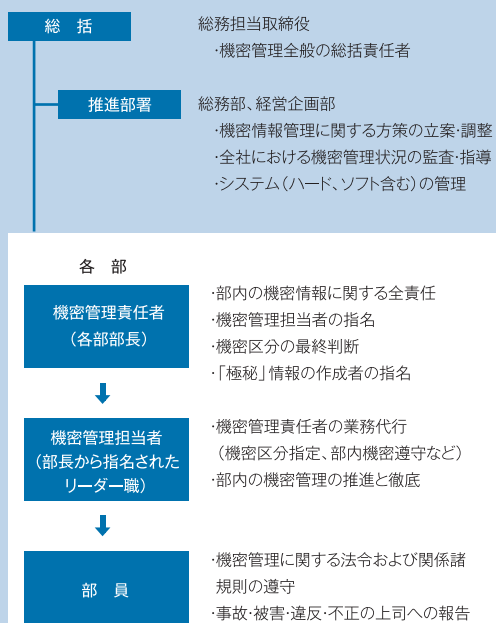 総 括
総務担当取締役
・機密管理全般の総括責任者
推進部署
総務部、経営企画部
・機密情報管理に関する方策の立案・調整
・全社における機密管理状況の監査・指導
・システム（ハード、ソフト含む）の管理
各 部
機密管理責任者
（各部部長）
・部内の機密情報に関する全責任
・機密管理担当者の指名
・機密区分の最終判断
・「極秘」情報の作成者の指名
機密管理担当者
（部長から指名された
リーダー職）
・機密管理責任者の業務代行
（機密区分指定、部内機密遵守など）
・部内の機密管理の推進と徹底
部 員
・機密管理に関する法令および関係諸
規則の遵守
・事故・被害・違反・不正の上司への報告